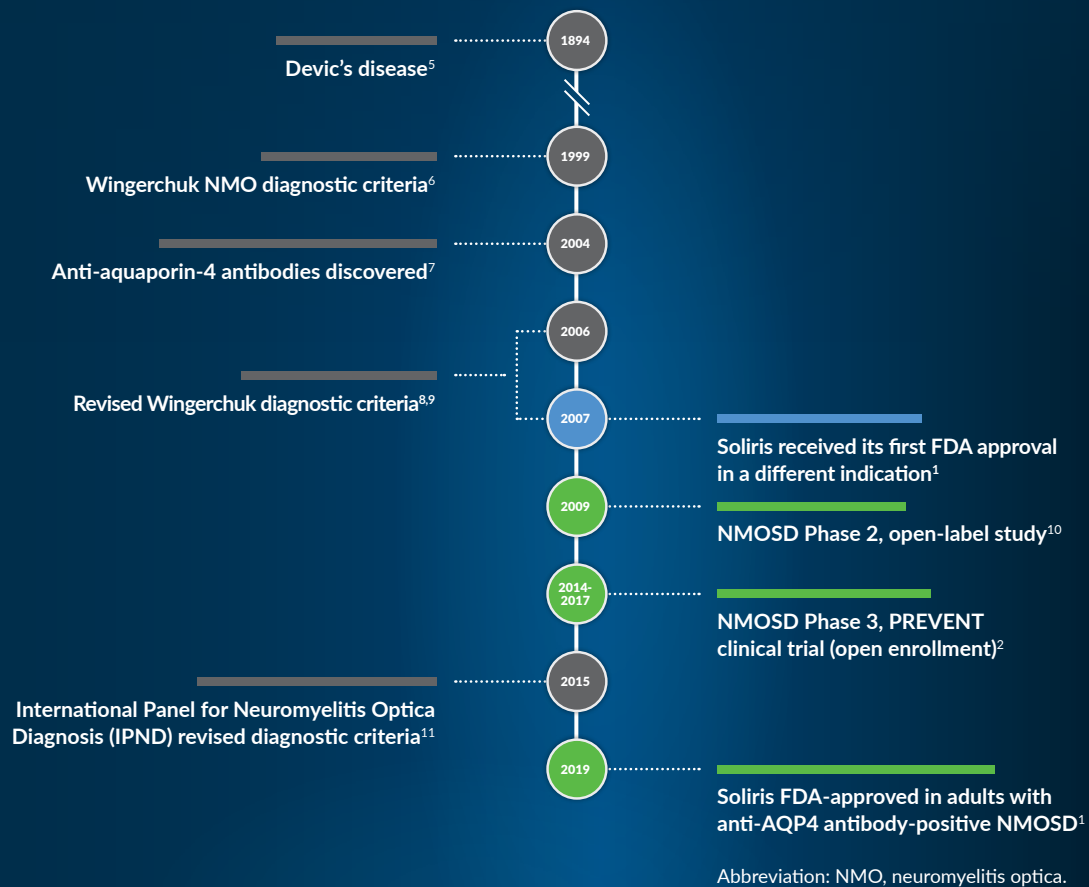 1894
Devic’s disease5
1999
Wingerchuk NMO diagnostic criteria6
2004
Anti-aquaporin-4 antibodies discovered7
2006
Revised Wingerchuk diagnostic criteria8,9
2007
Soliris received its first FDA approval
in a different indication1
2009
NMOSD Phase 2, open-label study10
2014-
2017
NMOSD Phase 3, PREVENT
clinical trial (open enrollment)2
2015
International Panel for Neuromyelitis Optica
Diagnosis (IPND) revised diagnostic criteria11
2019
Soliris FDA-approved in adults with
anti-AQP4 antibody-positive NMOSD1
Abbreviation: NMO, neuromyelitis optica.